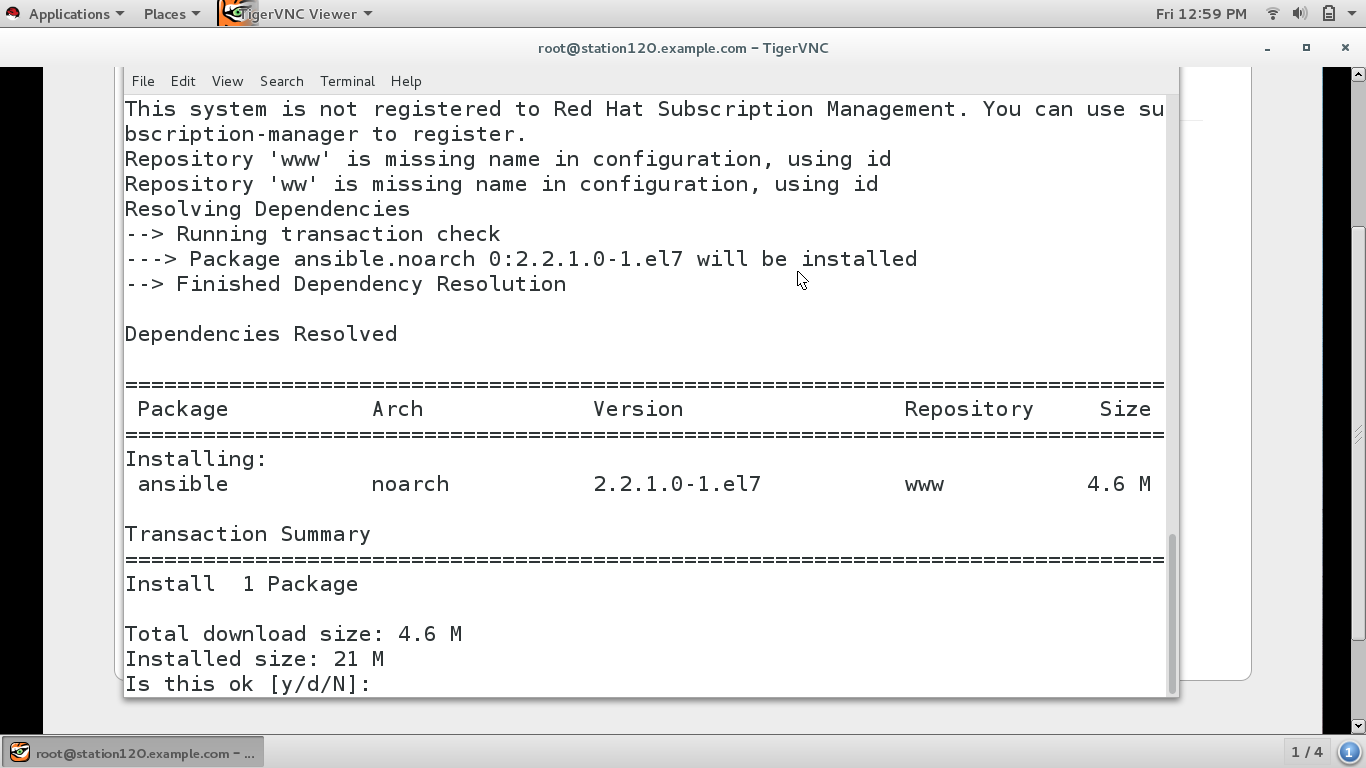 Applications Places TigerVNC Viewer Fri 12:59 PM
root@station120.example.com – TigerVNC
File Edit View Search Terminal Help
This system is not registered to Red Hat Subscription Management. You can use su
bscription-manager to register.
Repository 'www' is missing name in configuration, using id
Repository 'ww' is missing name in configuration, using id
Resolving Dependencies
--> Running transaction check
---> Package ansible.noarch 0:2.2.1.0-1.el7 will be installed
--> Finished Dependency Resolution
Dependencies Resolved
================================================================================
Package Arch Version Repository Size
================================================================================
Installing:
ansible noarch 2.2.1.0-1.el7 www 4.6 M
Transaction Summary
================================================================================
Install 1 Package
Total download size: 4.6 M
Installed size: 21 M
Is this ok [y/d/N]:
root@station120.example.com – ... 1 / 4 1